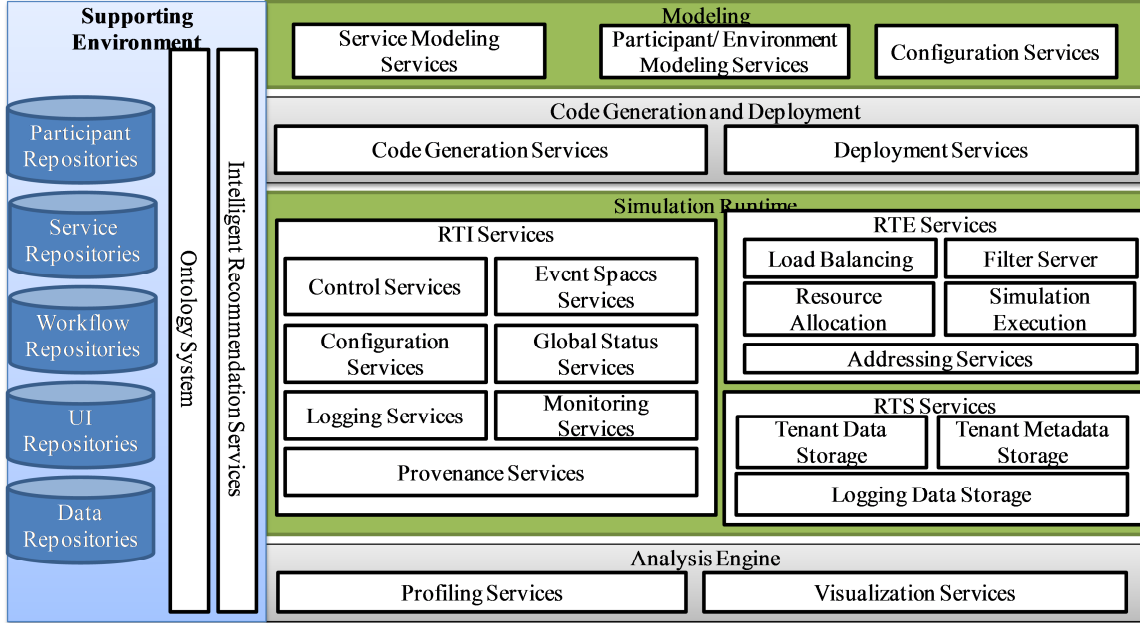 Supporting
Environment
Participant
Repositories
Service
Repositories
Workflow
Repositories
UI
Repositories
Data
Repositories
Ontology System
Intelligent Recommendation Services
Modeling
Service Modeling
Services
Participant/ Environment
Modeling Services
Configuration Services
Code Generation and Deployment
Code Generation Services
Deployment Services
Simulation Runtime
RTI Services
Control Services
Event Spaces
Services
Configuration
Services
Global Status
Services
Logging Services
Monitoring
Services
Provenance Services
RTE Services
Load Balancing
Filter Server
Resource
Allocation
Simulation
Execution
Addressing Services
RTS Services
Tenant Data
Storage
Tenant Metadata
Storage
Logging Data Storage
Analysis Engine
Profiling Services
Visualization Services